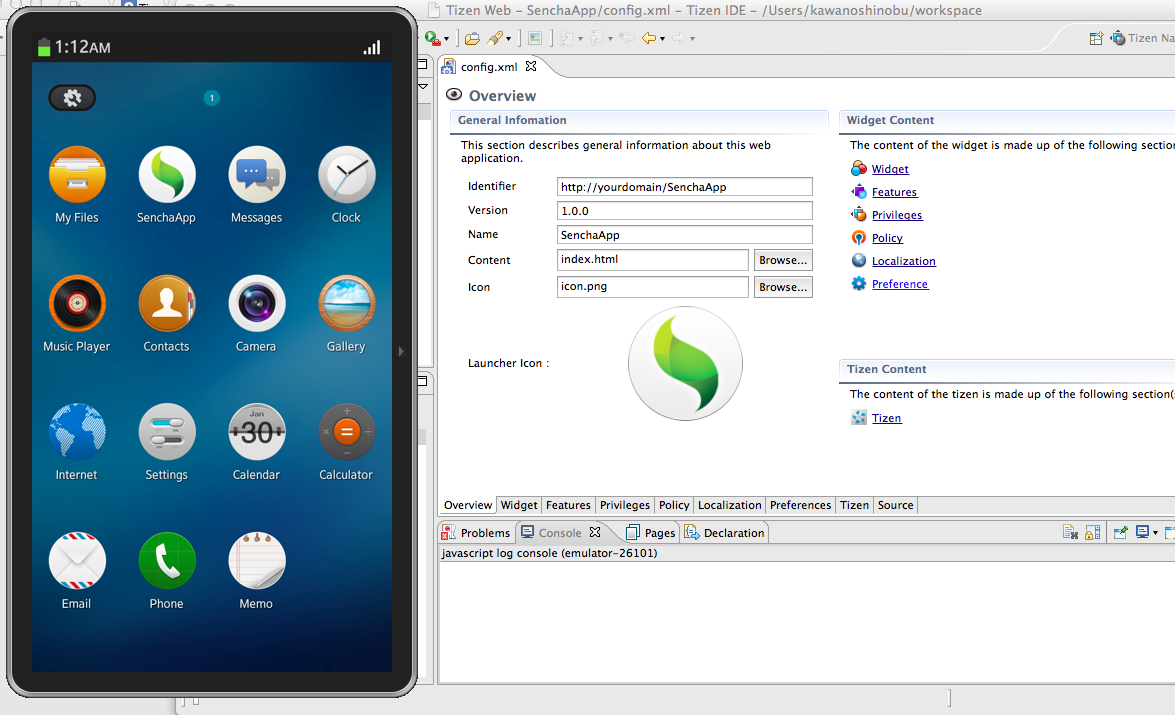 1:12AM
1
My Files
SenchaApp
Messages
Clock
Music Player
Contacts
Camera
Gallery
Internet
Settings
Jan
30
Calendar
Calculator
Email
Phone
Memo
Tizen Web – SenchaApp/config.xml – Tizen IDE – /Users/kawanoshinobu/workspace
Tizen Na
config.xml
Overview
General Infomation
This section describes general information about this web
application.
Identifier
http://yourdomain/SenchaApp
Version
1.0.0
Name
SenchaApp
Content
index.html
Browse...
Icon
icon.png
Browse...
Launcher Icon :
Widget Content
The content of the widget is made up of the following section
Widget
Features
Privileges
Policy
Localization
Preference
Tizen Content
The content of the tizen is made up of the following section(
Tizen
Overview Widget Features Privileges Policy Localization Preferences Tizen Source
Problems Console Pages Declaration
javascript log console (emulator-26101)